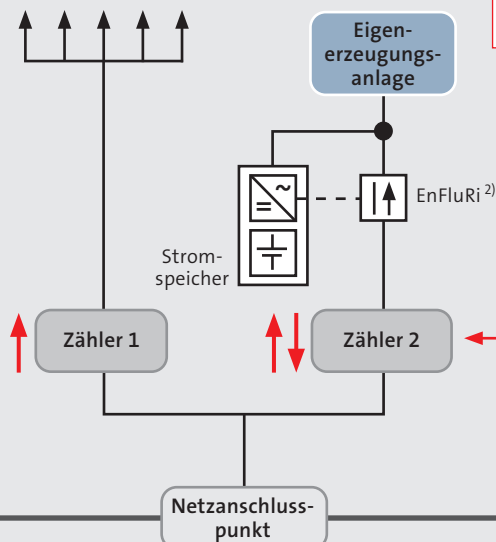 Eigen-
erzeugungs-
anlage
EnFluRi 2)
Strom-
speicher
Zähler 1
Zähler 2
Netzanschluss-
punkt